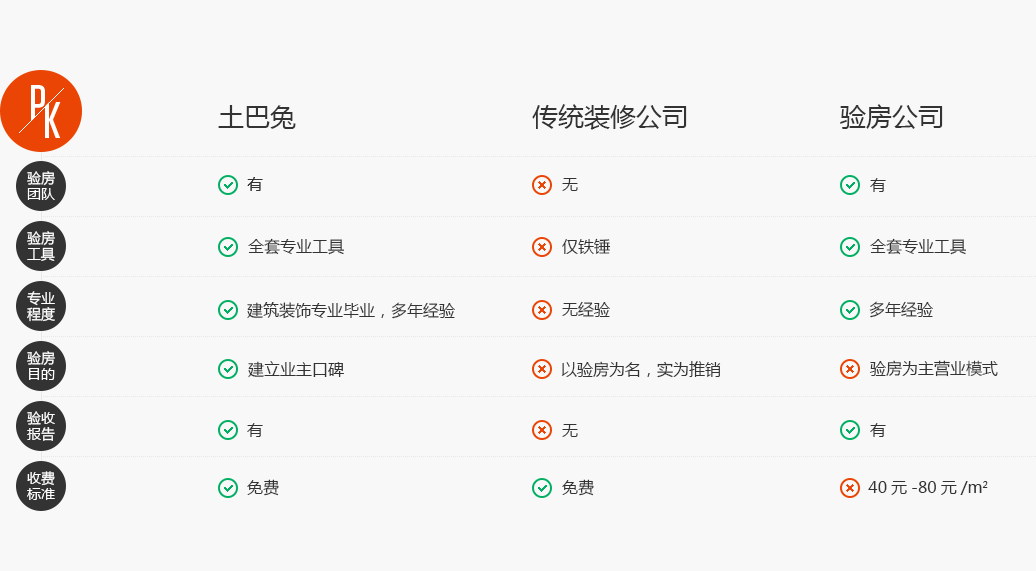 PK
土巴兔
传统装修公司
验房公司
验房
团队
有
无
有
验房
工具
全套专业工具
仅铁锤
全套专业工具
专业
程度
建筑装饰专业毕业，多年经验
无经验
多年经验
验房
目的
建立业主口碑
以验房为名，实为推销
验房为主营业模式
验收
报告
有
无
有
收费
标准
免费
免费
40 元 -80 元 /m²